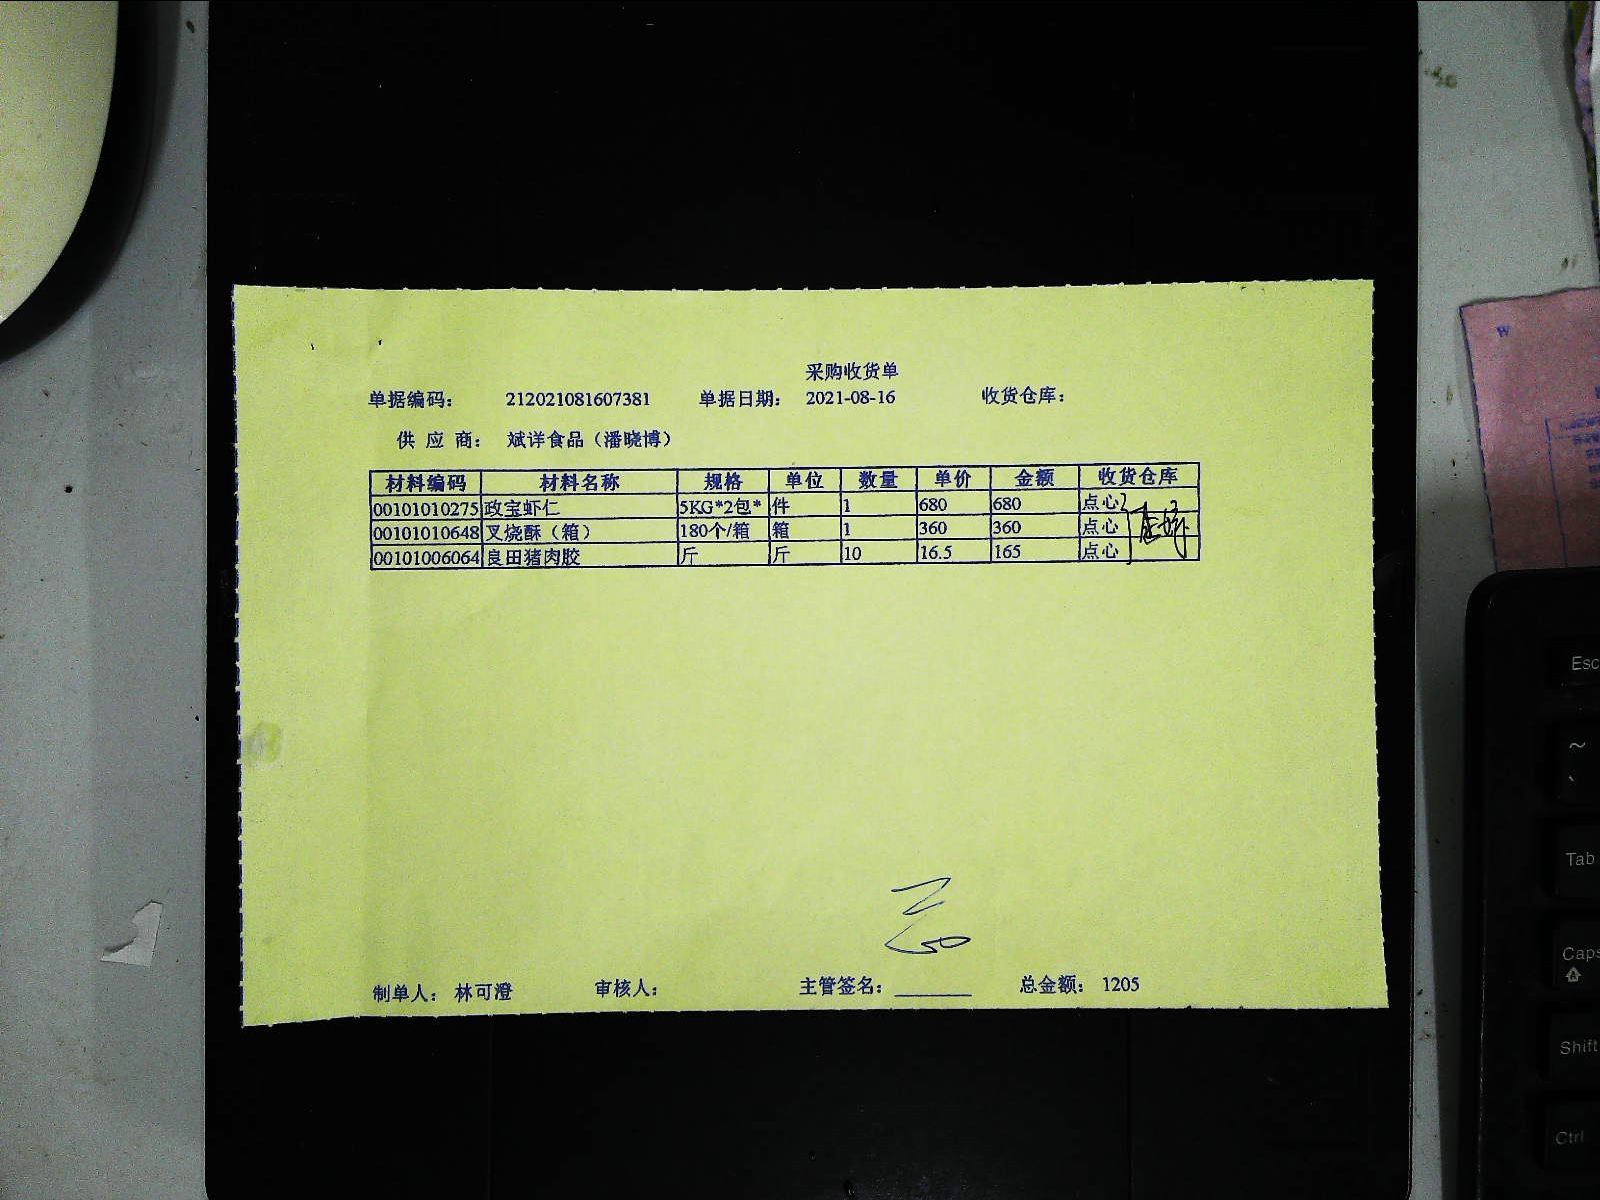 采购收货单
单据编码： 212021081607381 单据日期： 2021-08-16 收货仓库：
供 应 商： 斌详食品（潘晓博）
材料编码 材料名称 规格 单位 数量 单价 金额 收货仓库
00101010275 政宝虾仁 5KG*2包* 件 1 680 680 点心
00101010648 叉烧酥（箱） 180个/箱 箱 1 360 360 点心
00101006064 良田猪肉胶 斤 斤 10 16.5 165 点心
制单人： 林可澄 审核人： 主管签名： 总金额： 1205
W
Esc
~
`
Tab
Caps
Shift
Ctrl